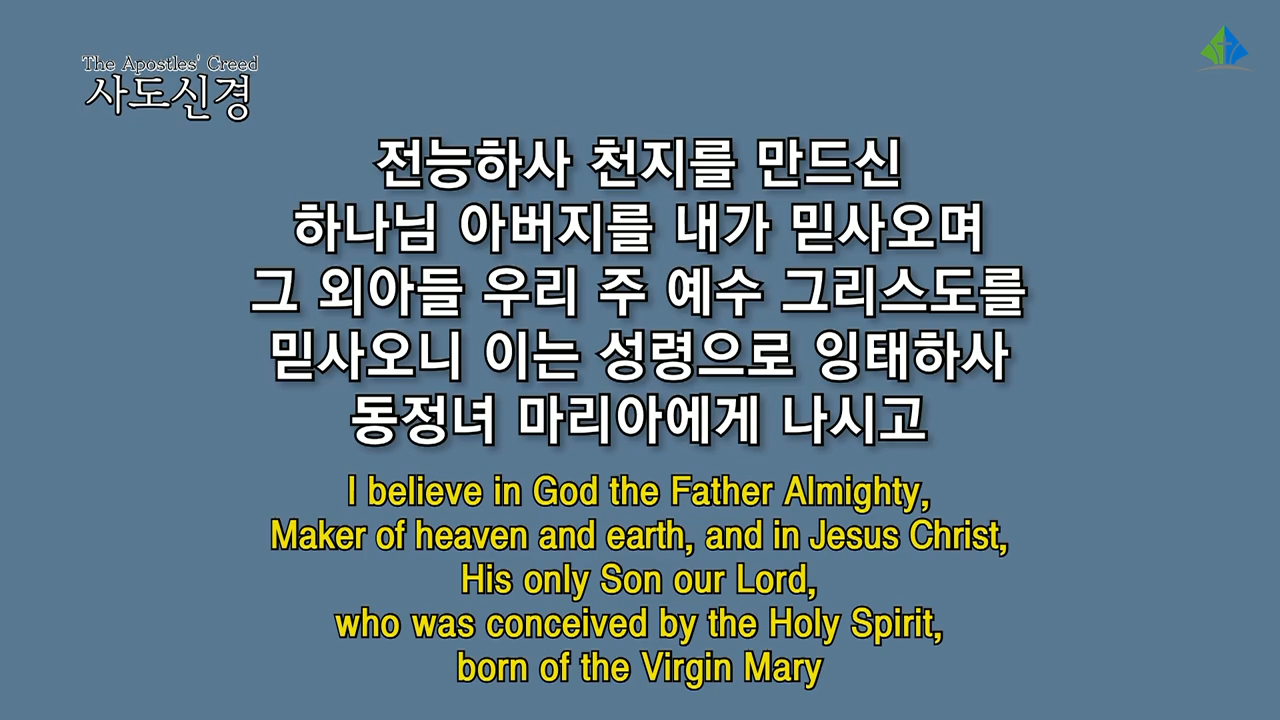 The Apostles' Creed
사도신경
전능하사 천지를 만드신
하나님 아버지를 내가 믿사오며
그 외아들 우리 주 예수 그리스도를
믿사오니 이는 성령으로 잉태하사
동정녀 마리아에게 나시고
I believe in God the Father Almighty,
Maker of heaven and earth, and in Jesus Christ,
His only Son our Lord,
who was conceived by the Holy Spirit,
born of the Virgin Mary